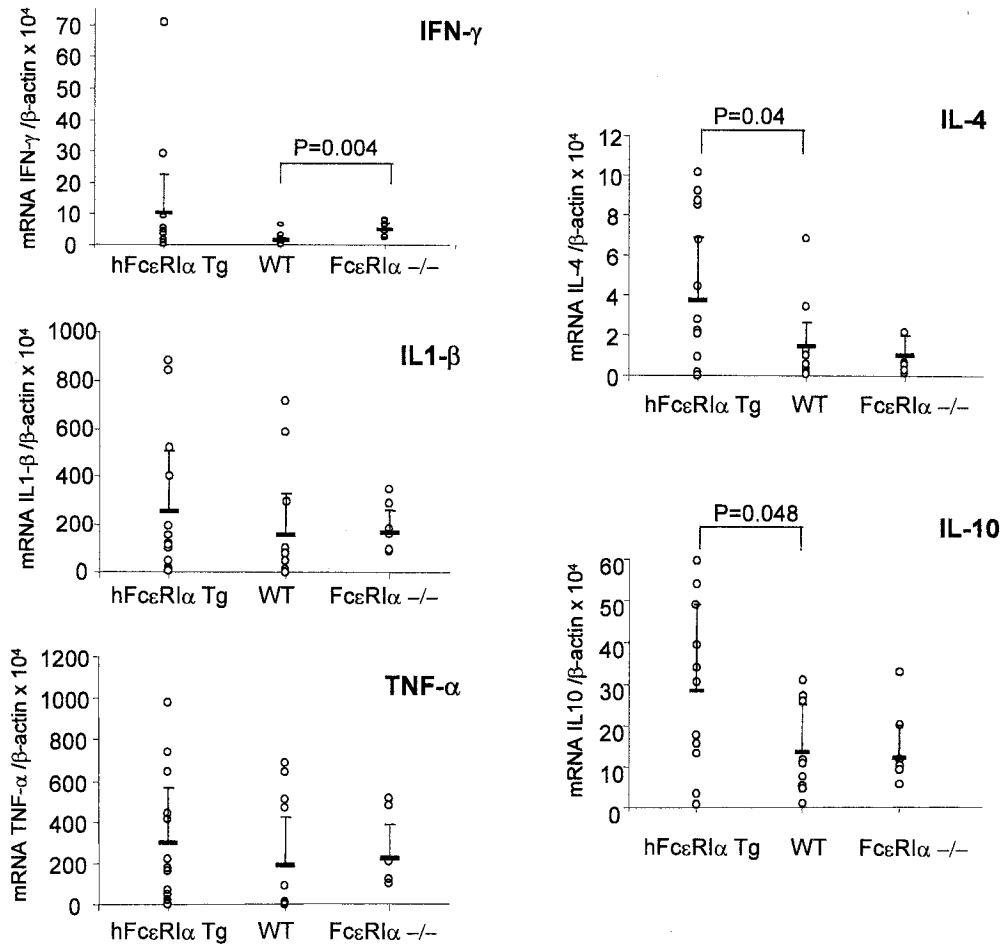 IFN-γ
mRNA IFN-γ /β-actin x 10⁴
70
60
50
40
30
20
10
0
P=0.004
hFcεRIα Tg WT FcεRIα –/–
IL1-β
mRNA IL1-β /β-actin x 10⁴
1000
800
600
400
200
0
hFcεRIα Tg WT FcεRIα –/–
TNF-α
mRNA TNF-α /β-actin x 10⁴
1200
1000
800
600
400
200
0
hFcεRIα Tg WT FcεRIα –/–
IL-4
mRNA IL-4 /β-actin x 10⁴
12
10
8
6
4
2
0
P=0.04
hFcεRIα Tg WT FcεRIα –/–
IL-10
mRNA IL10 /β-actin x 10⁴
60
50
40
30
20
10
0
P=0.048
hFcεRIα Tg WT FcεRIα –/–